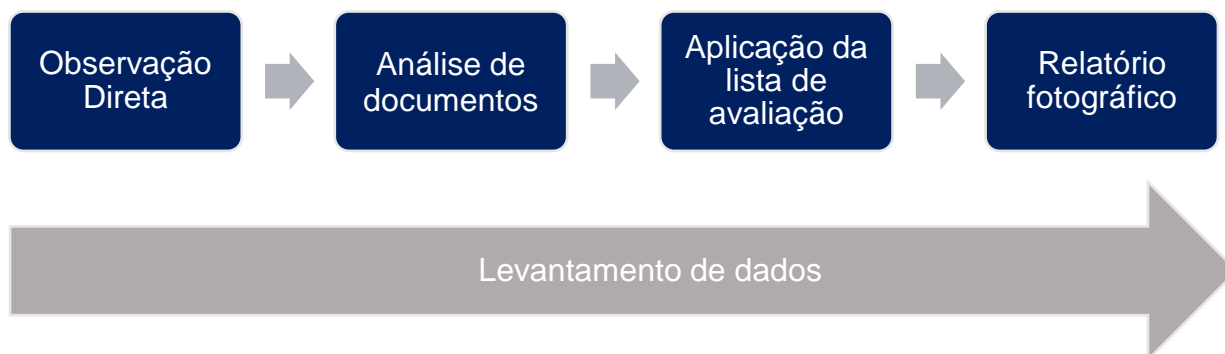 Observação
Direta
Análise de
documentos
Aplicação da
lista de
avaliação
Relatório
fotográfico
Levantamento de dados